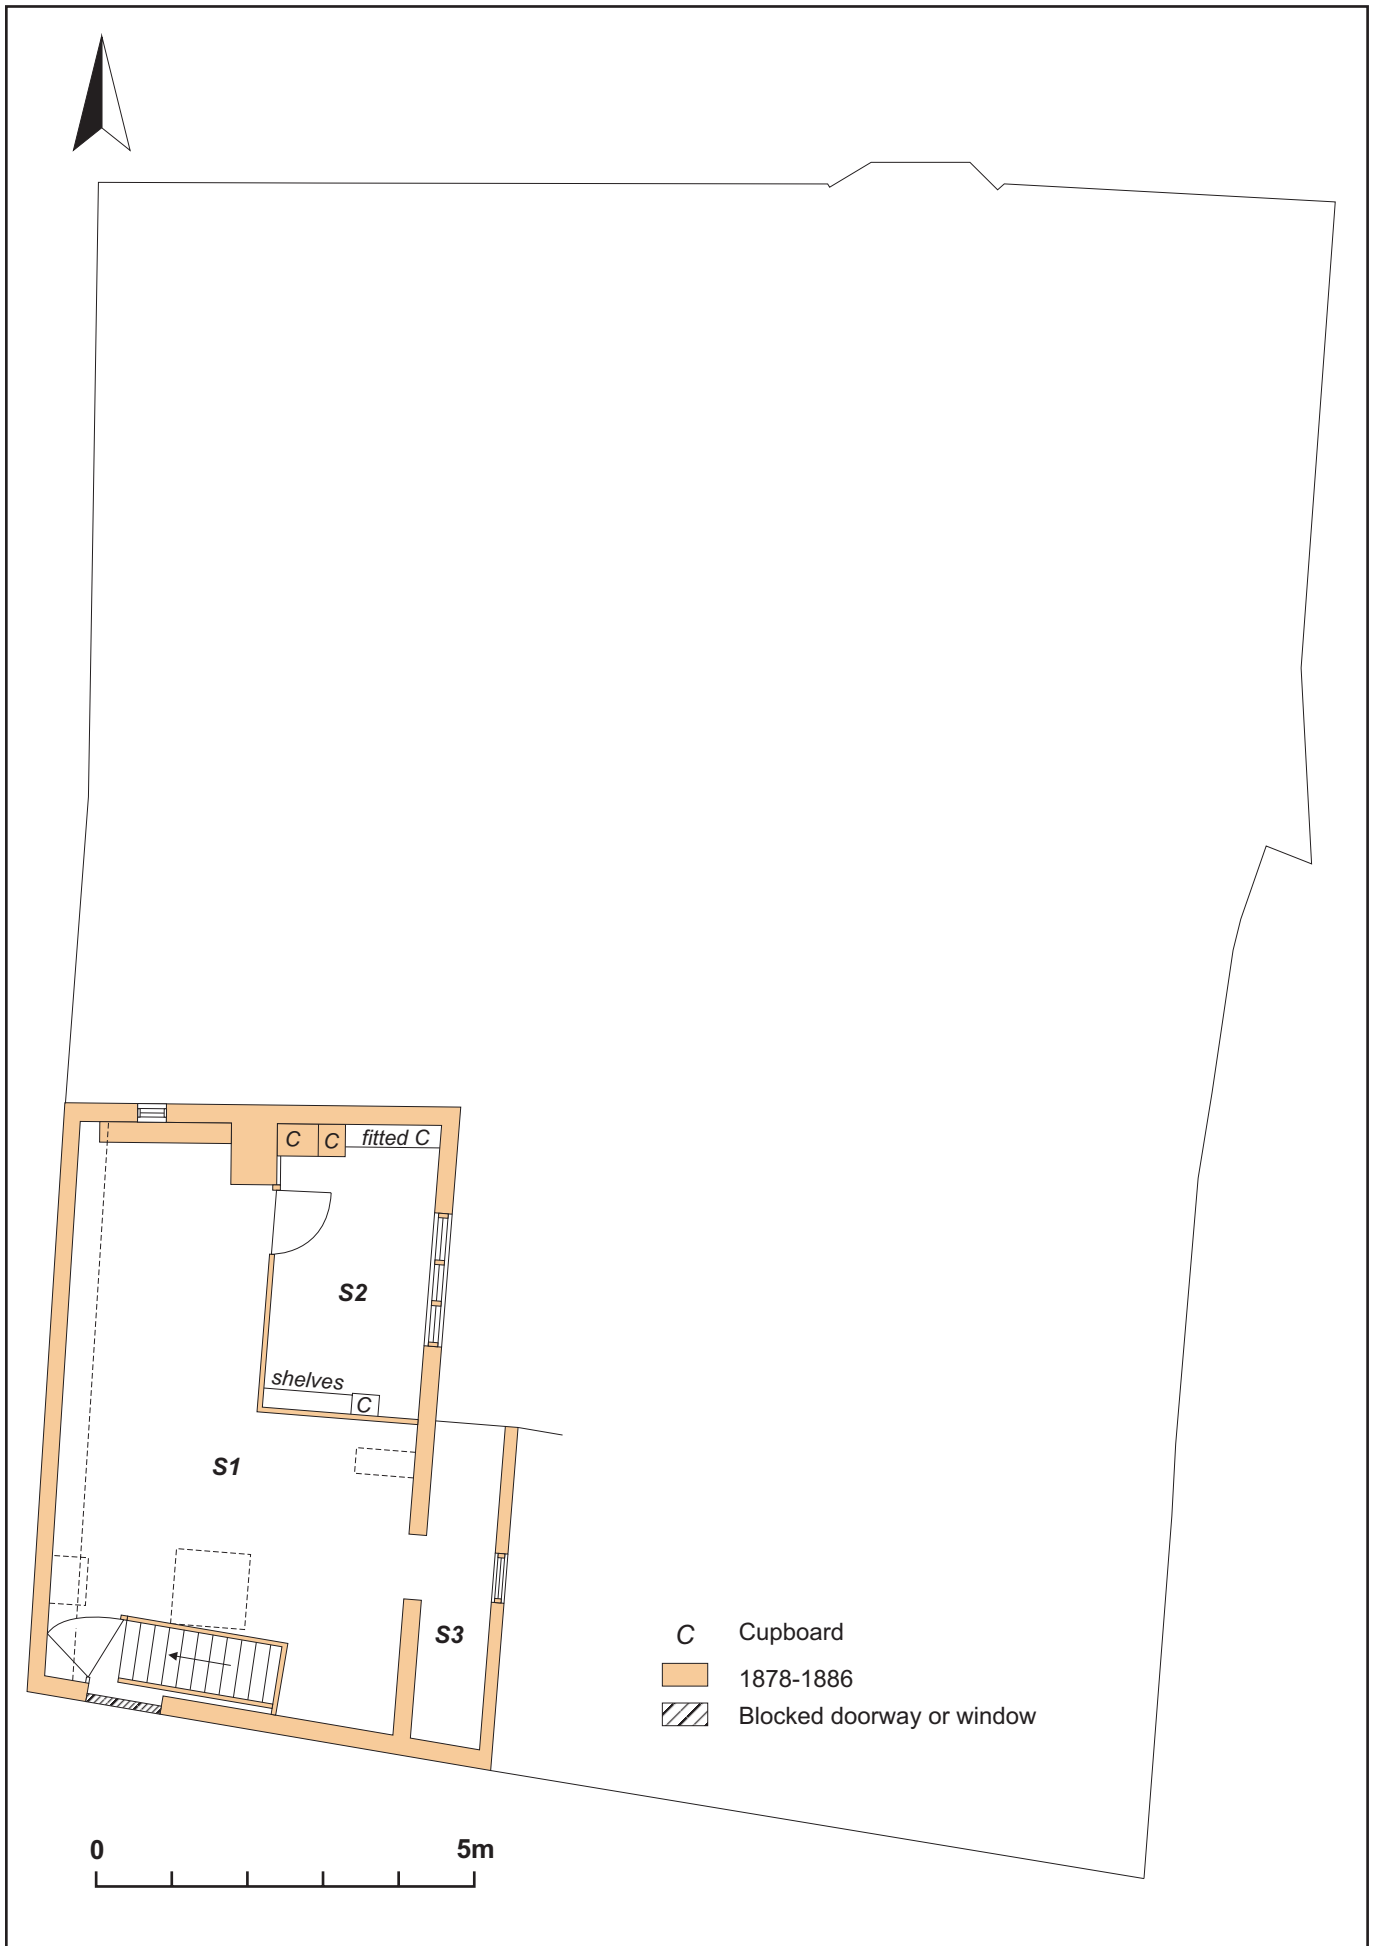 C C fitted C
S2
shelves
C
S1
S3
C Cupboard
1878-1886
Blocked doorway or window
0 5m